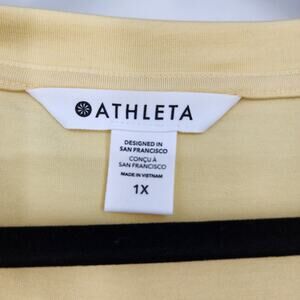 ATHLETA
DESIGNED IN
SAN FRANCISCO
CONÇU À
SAN FRANCISCO
MADE IN VIETNAM
1X